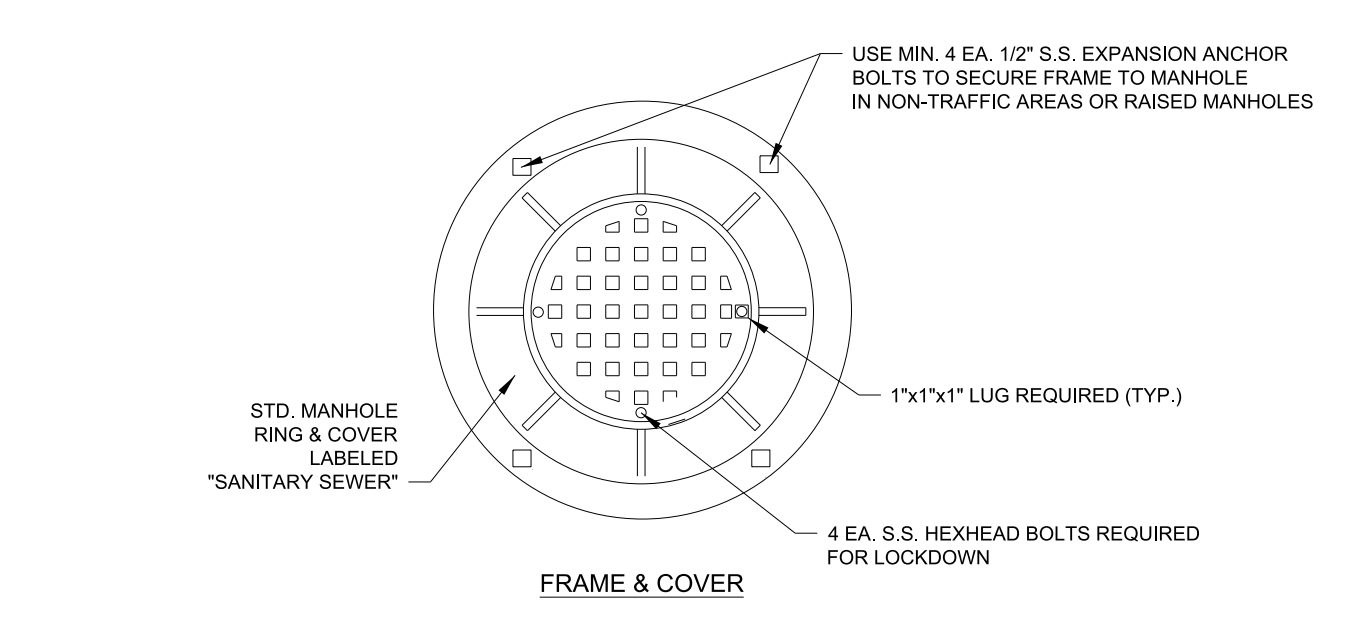 USE MIN. 4 EA. 1/2" S.S. EXPANSION ANCHOR
BOLTS TO SECURE FRAME TO MANHOLE
IN NON-TRAFFIC AREAS OR RAISED MANHOLES
1"x1"x1" LUG REQUIRED (TYP.)
STD. MANHOLE
RING & COVER
LABELED
"SANITARY SEWER"
4 EA. S.S. HEXHEAD BOLTS REQUIRED
FOR LOCKDOWN
FRAME & COVER